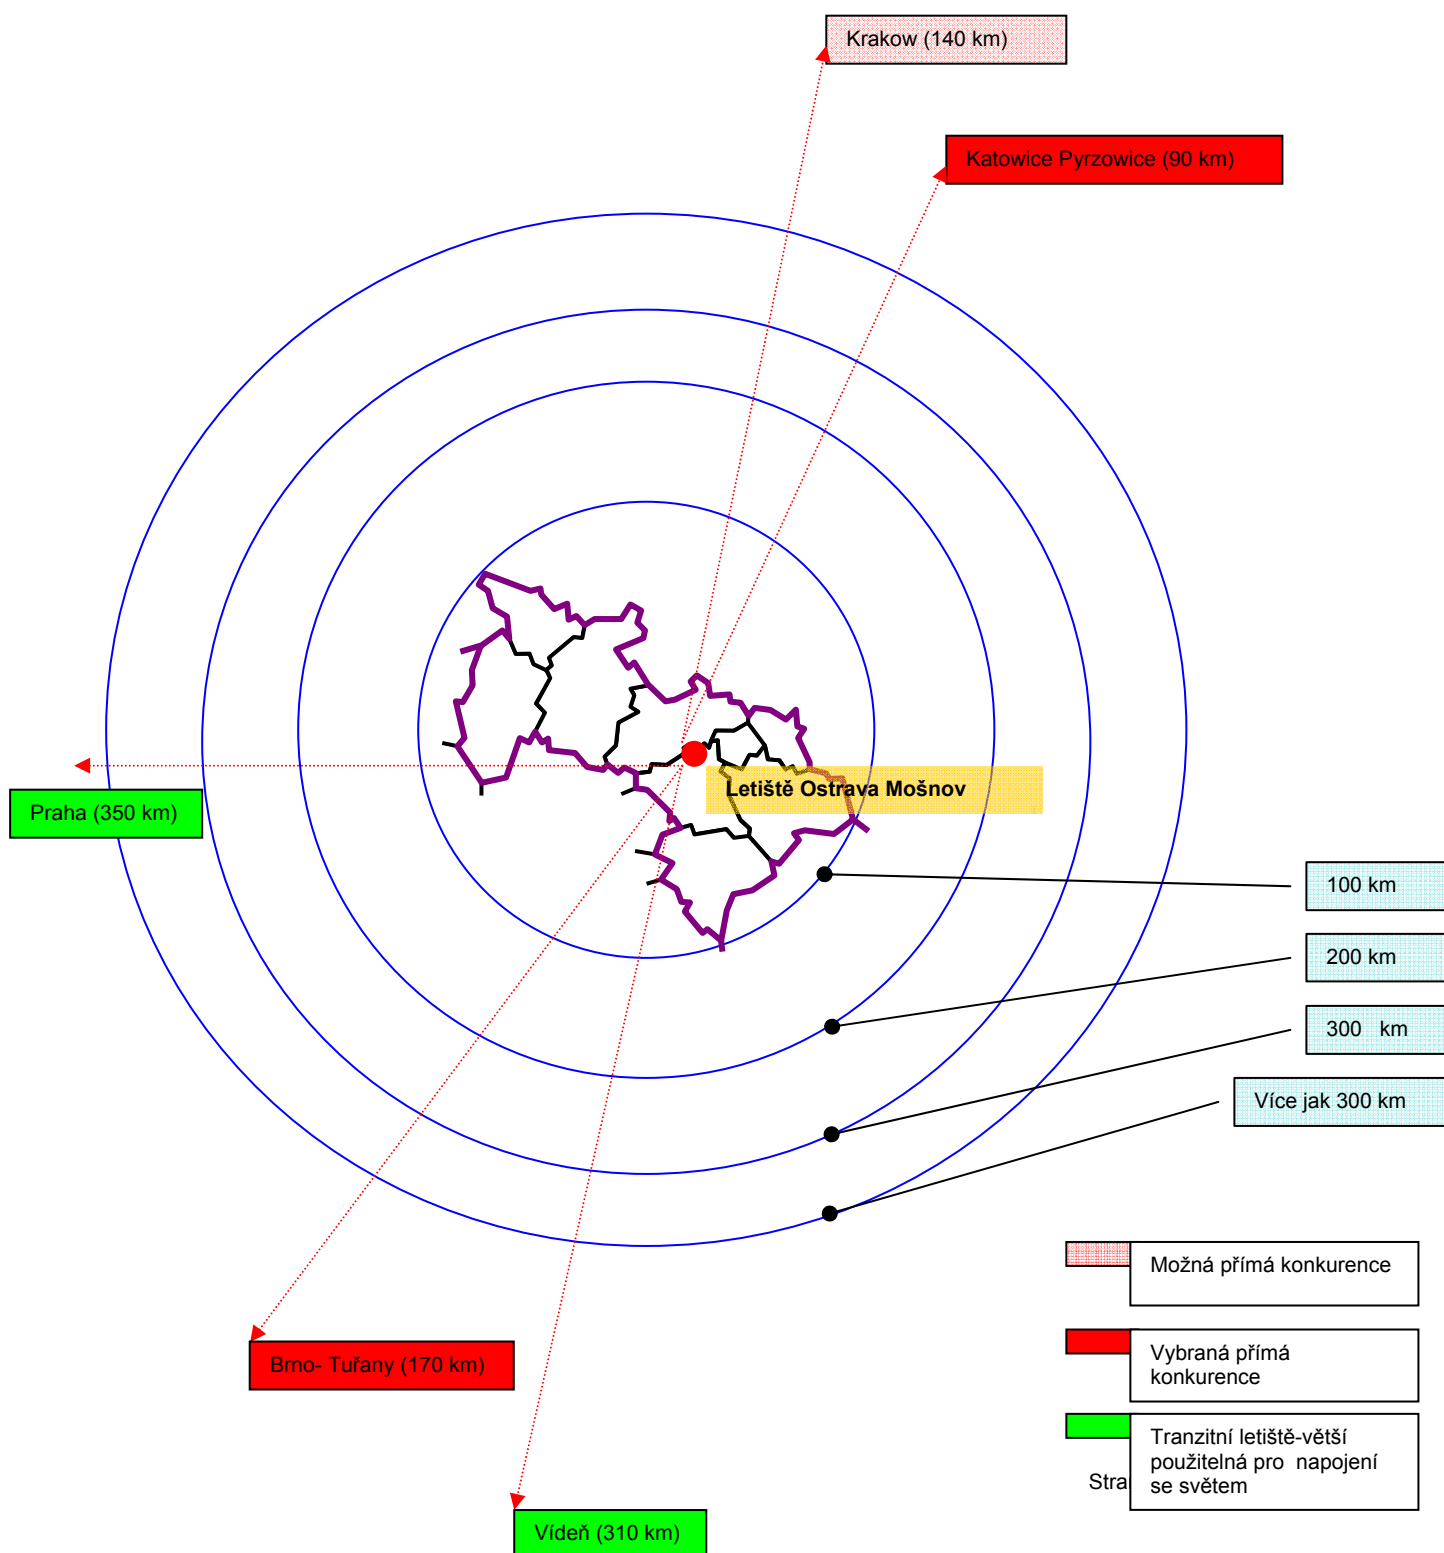 Krakow (140 km)
Katowice Pyrzowice (90 km)
Letiště Ostrava Mošnov
Praha (350 km)
100 km
200 km
300 km
Více jak 300 km
Možná přímá konkurence
Brno- Tuřany (170 km)
Vybraná přímá
konkurence
Tranzitní letiště-větší
použitelná pro napojení
se světem
Stra
Vídeň (310 km)